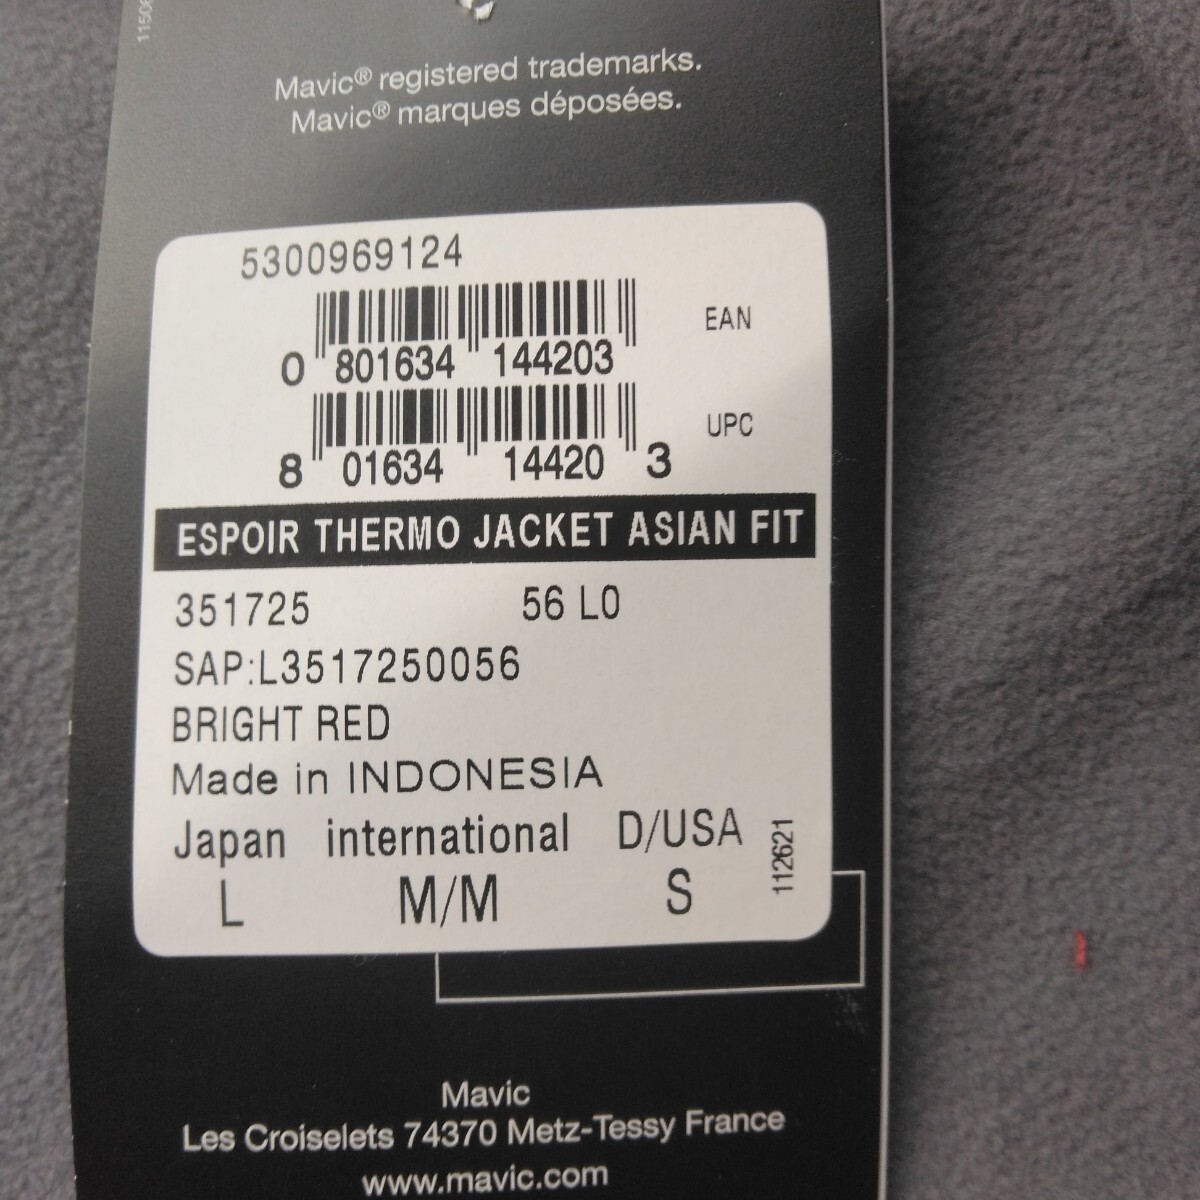 Mavic® registered trademarks.
Mavic® marques déposées.
5300969124
EAN
0 801634 144203
UPC
8 01634 14420 3
ESPOIR THERMO JACKET ASIAN FIT
351725 56 L0
SAP:L3517250056
BRIGHT RED
Made in INDONESIA
Japan international D/USA
L M/M S
112621
Mavic
Les Croiselets 74370 Metz-Tessy France
www.mavic.com